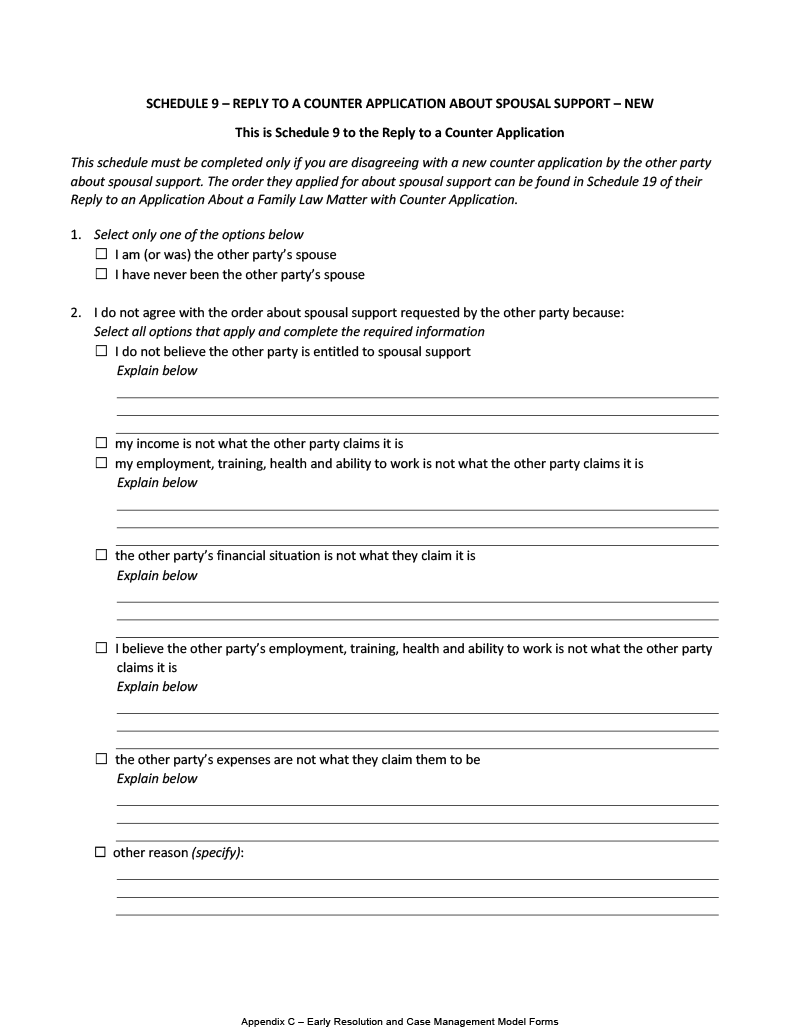 SCHEDULE 9 – REPLY TO A COUNTER APPLICATION ABOUT SPOUSAL SUPPORT – NEW
This is Schedule 9 to the Reply to a Counter Application
This schedule must be completed only if you are disagreeing with a new counter application by the other party
about spousal support. The order they applied for about spousal support can be found in Schedule 19 of their
Reply to an Application About a Family Law Matter with Counter Application.
1. Select only one of the options below
☐ I am (or was) the other party’s spouse
☐ I have never been the other party’s spouse
2. I do not agree with the order about spousal support requested by the other party because:
Select all options that apply and complete the required information
☐ I do not believe the other party is entitled to spousal support
Explain below
☐ my income is not what the other party claims it is
☐ my employment, training, health and ability to work is not what the other party claims it is
Explain below
☐ the other party’s financial situation is not what they claim it is
Explain below
☐ I believe the other party’s employment, training, health and ability to work is not what the other party
claims it is
Explain below
☐ the other party’s expenses are not what they claim them to be
Explain below
☐ other reason (specify):
Appendix C – Early Resolution and Case Management Model Forms